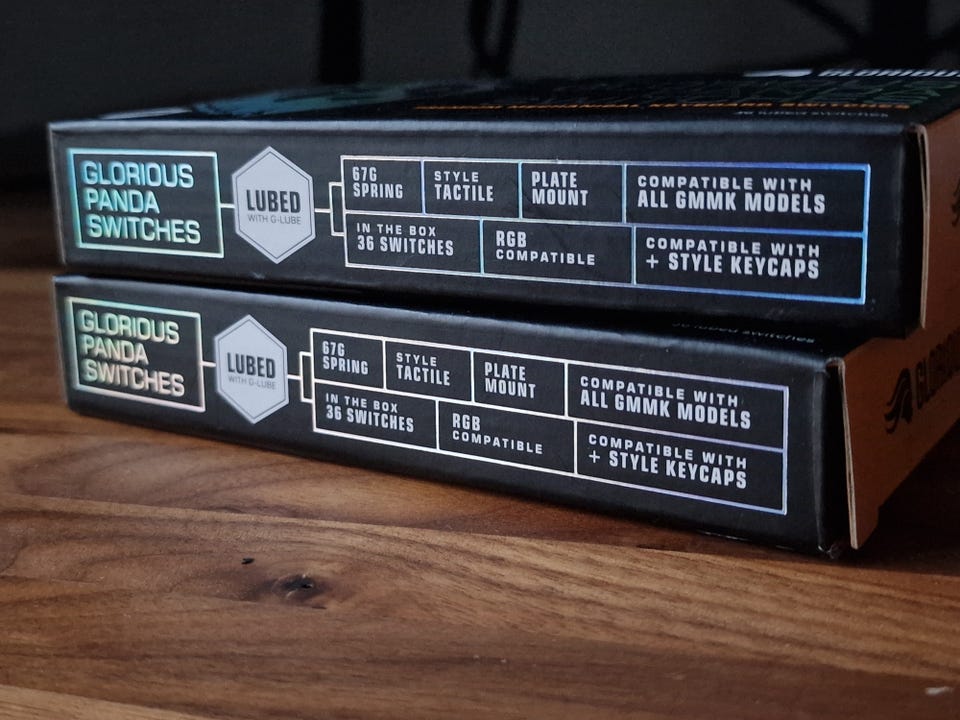 GLORIOUS
GLORIOUS
PANDA
SWITCHES
LUBED
WITH G-LUBE
67G
SPRING
STYLE
TACTILE
PLATE
MOUNT
COMPATIBLE WITH
ALL GMMK MODELS
IN THE BOX
36 SWITCHES
RGB
COMPATIBLE
COMPATIBLE WITH
+ STYLE KEYCAPS
GLORIOUS
PANDA
SWITCHES
LUBED
WITH G-LUBE
67G
SPRING
STYLE
TACTILE
PLATE
MOUNT
COMPATIBLE WITH
ALL GMMK MODELS
IN THE BOX
36 SWITCHES
RGB
COMPATIBLE
COMPATIBLE WITH
+ STYLE KEYCAPS
GLORIOUS